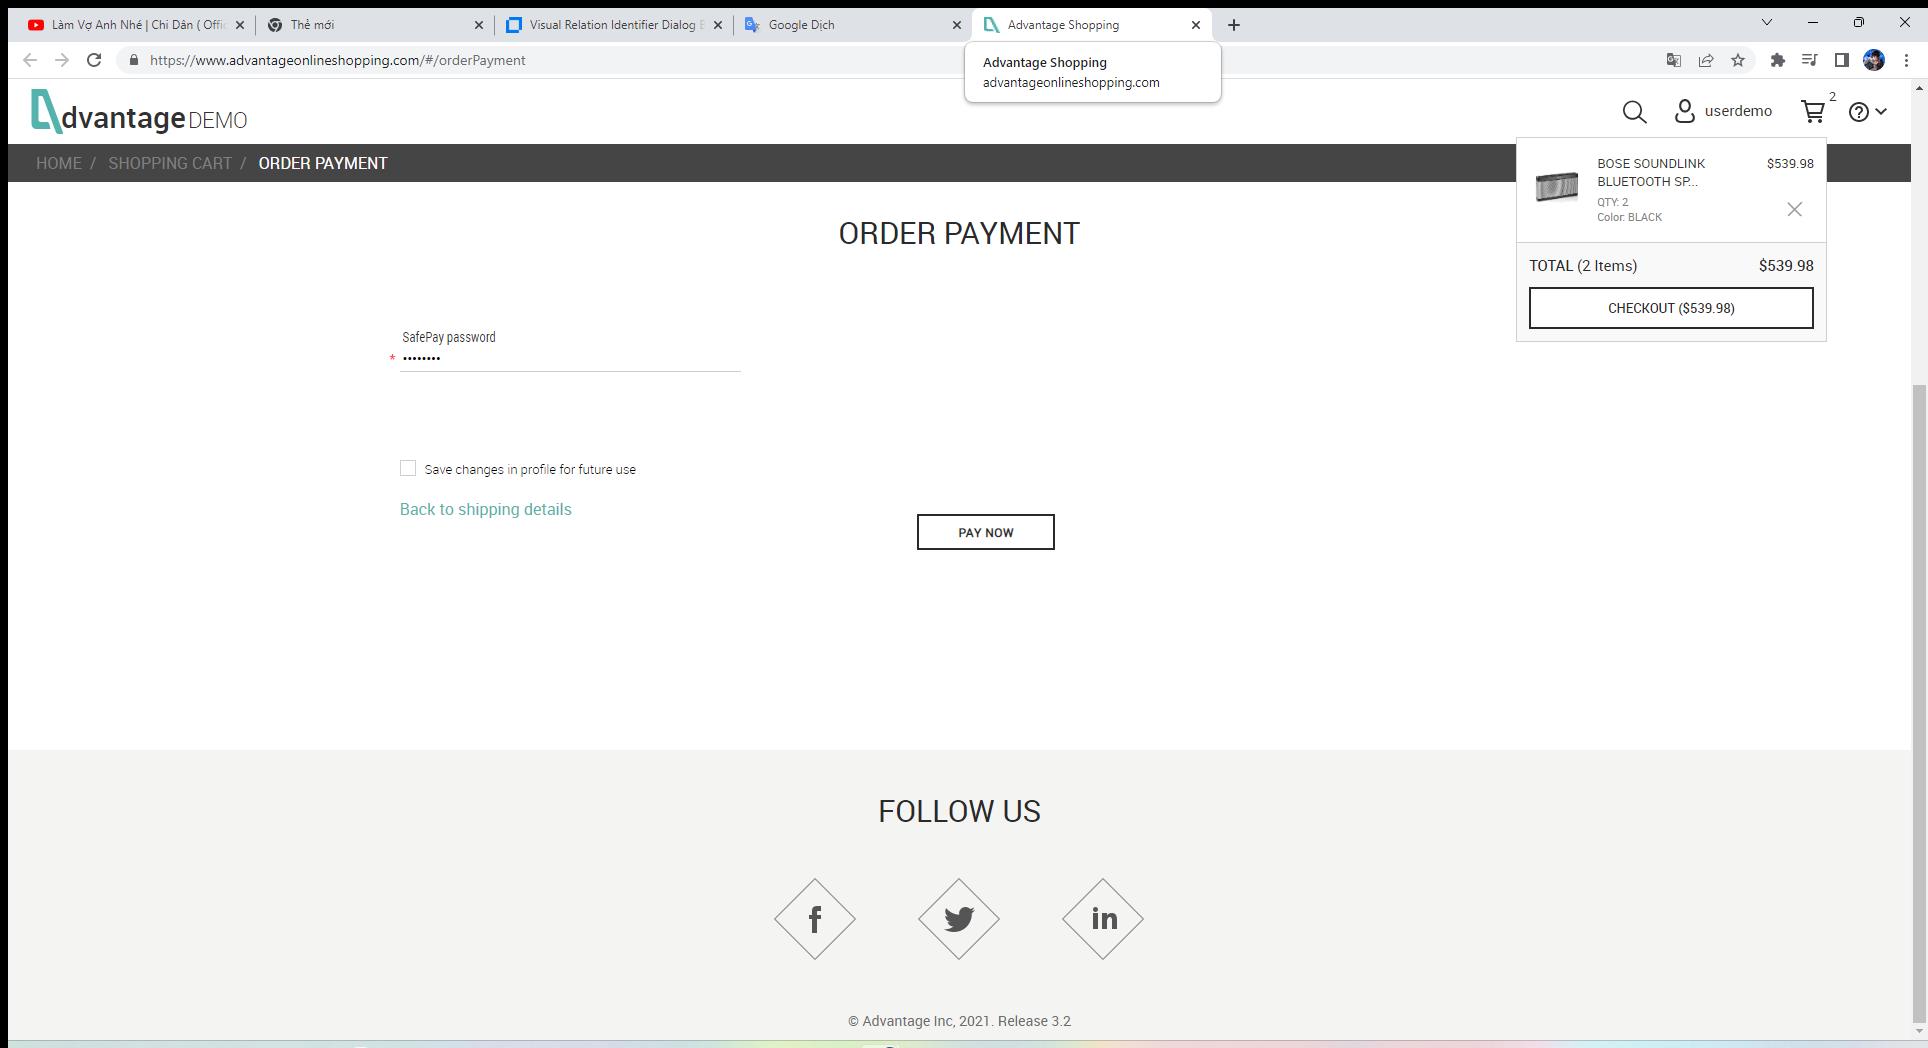 Làm Vợ Anh Nhé | Chi Dân ( Offic
Thẻ mới
Visual Relation Identifier Dialog B
Google Dịch
Advantage Shopping
https://www.advantageonlineshopping.com/#/orderPayment
Advantage Shopping
advantageonlineshopping.com
dvantage DEMO
userdemo
2
HOME / SHOPPING CART / ORDER PAYMENT
BOSE SOUNDLINK $539.98
BLUETOOTH SP...
QTY: 2
Color: BLACK
TOTAL (2 Items) $539.98
CHECKOUT ($539.98)
ORDER PAYMENT
SafePay password
* ••••••••
Save changes in profile for future use
Back to shipping details
PAY NOW
FOLLOW US
f
in
© Advantage Inc, 2021. Release 3.2